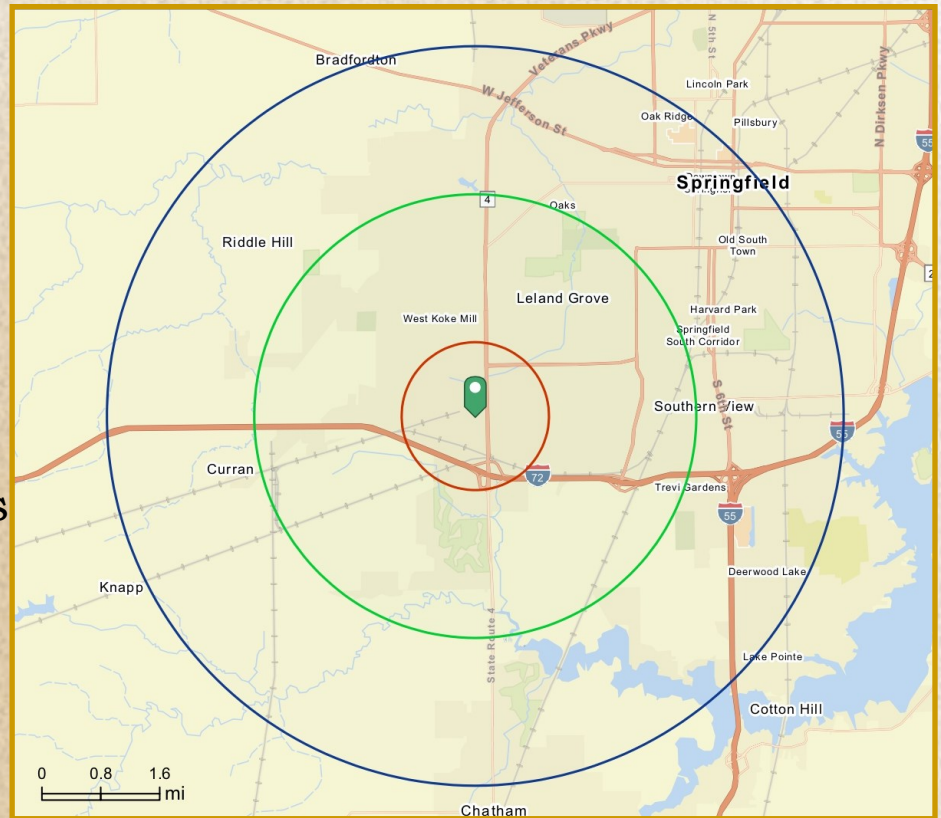 Bradfordton
Veterans Pkwy
N 5th St
N Dirksen Pkwy
Lincoln Park
W Jefferson St
Oak Ridge
Pillsbury
55
Springfield
4
Oaks
Riddle Hill
Old South
Town
2
Leland Grove
West Koke Mill
Harvard Park
Springfield
South Corridor
S 6th St
Southern View
55
Curran
72
Trevi Gardens
s
55
Knapp
Deerwood Lake
State Route 4
Lake Pointe
Cotton Hill
0 0.8 1.6
mi
Chatham